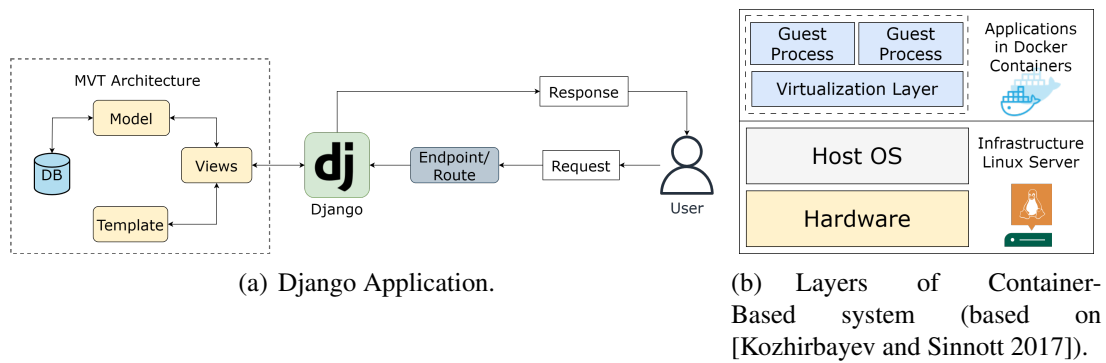 MVT Architecture
Model
DB
Views
Template
dj
Django
Endpoint/
Route
Response
Request
User
(a) Django Application.
Guest
Process
Guest
Process
Virtualization Layer
Applications
in Docker
Containers
Host OS
Infrastructure
Linux Server
Hardware
(b) Layers of Container-
Based system (based on
[Kozhirbayev and Sinnott 2017]).